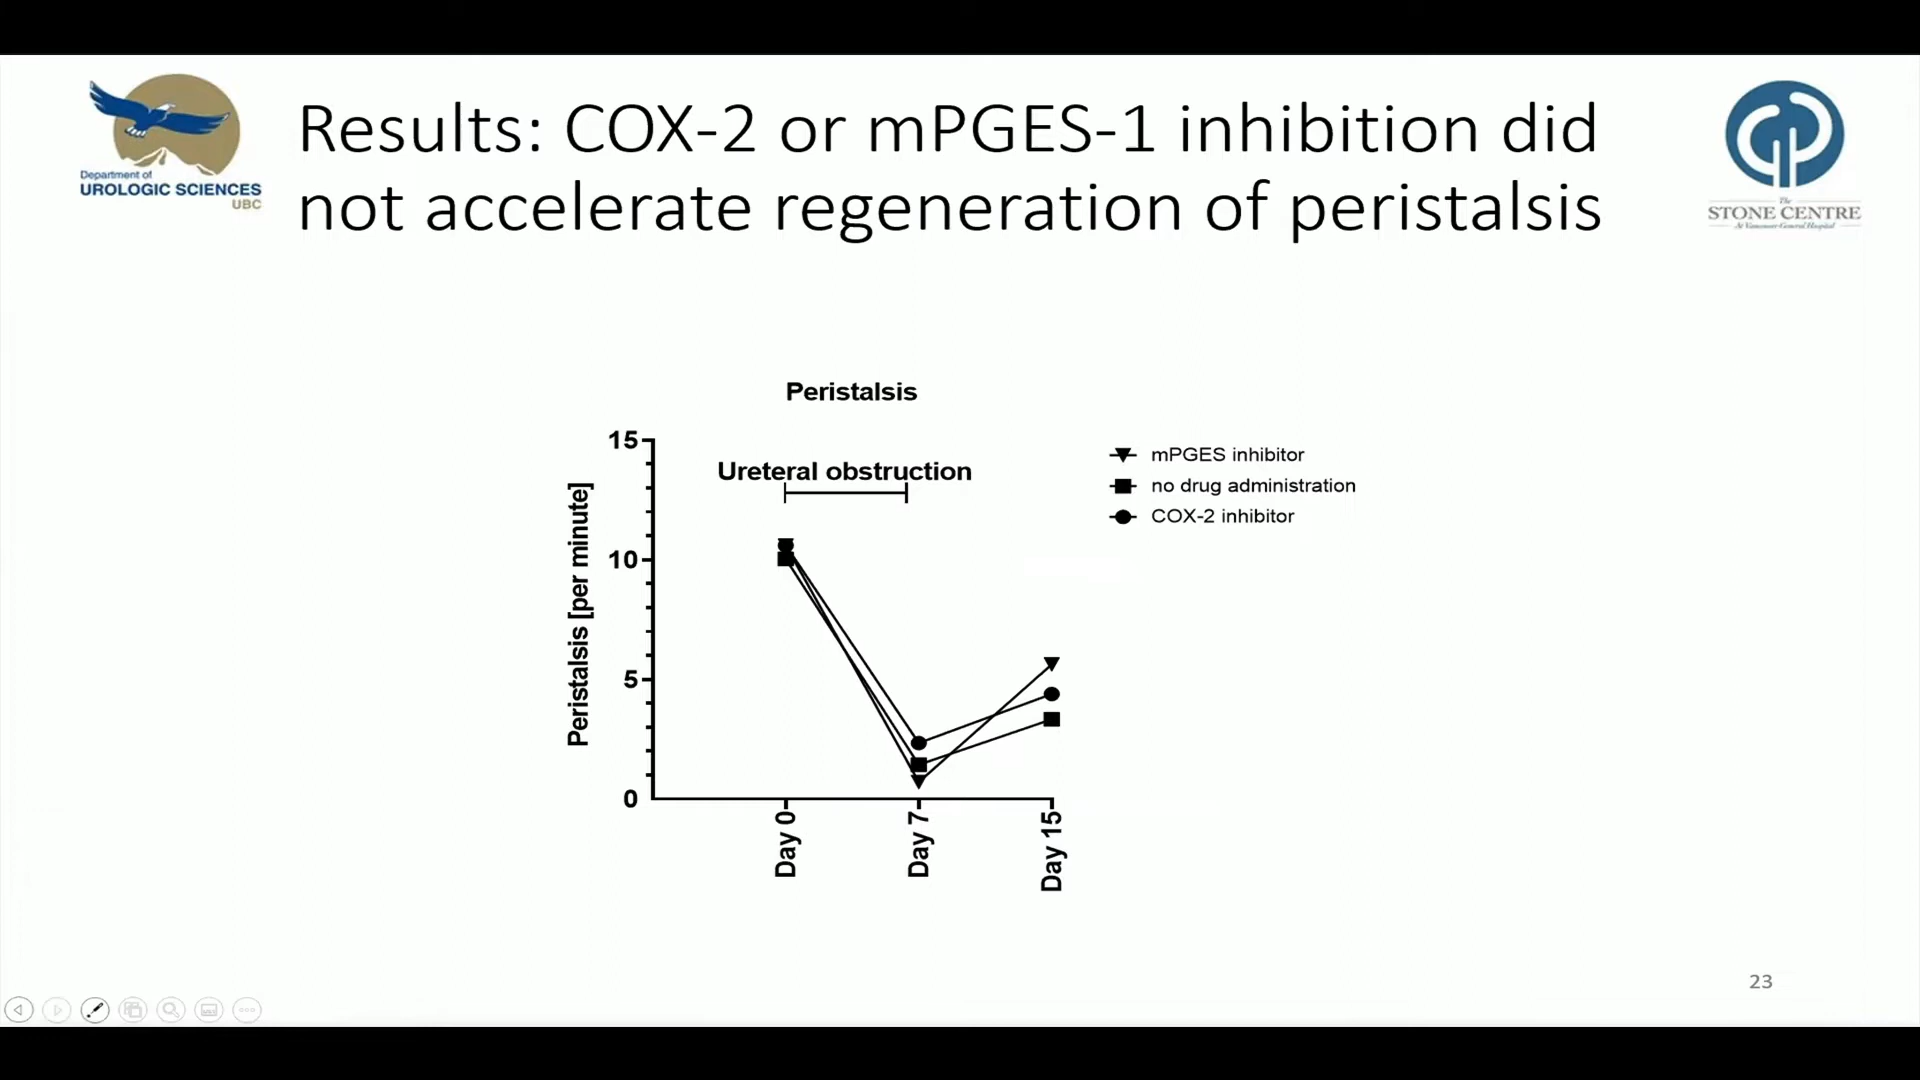 Department of
UROLOGIC SCIENCES
UBC
Results: COX-2 or mPGES-1 inhibition did
not accelerate regeneration of peristalsis
The
STONE CENTRE
At Vancouver General Hospital
Peristalsis
Ureteral obstruction
Peristalsis [per minute]
15
10
5
0
Day 0
Day 7
Day 15
mPGES inhibitor
no drug administration
COX-2 inhibitor
23